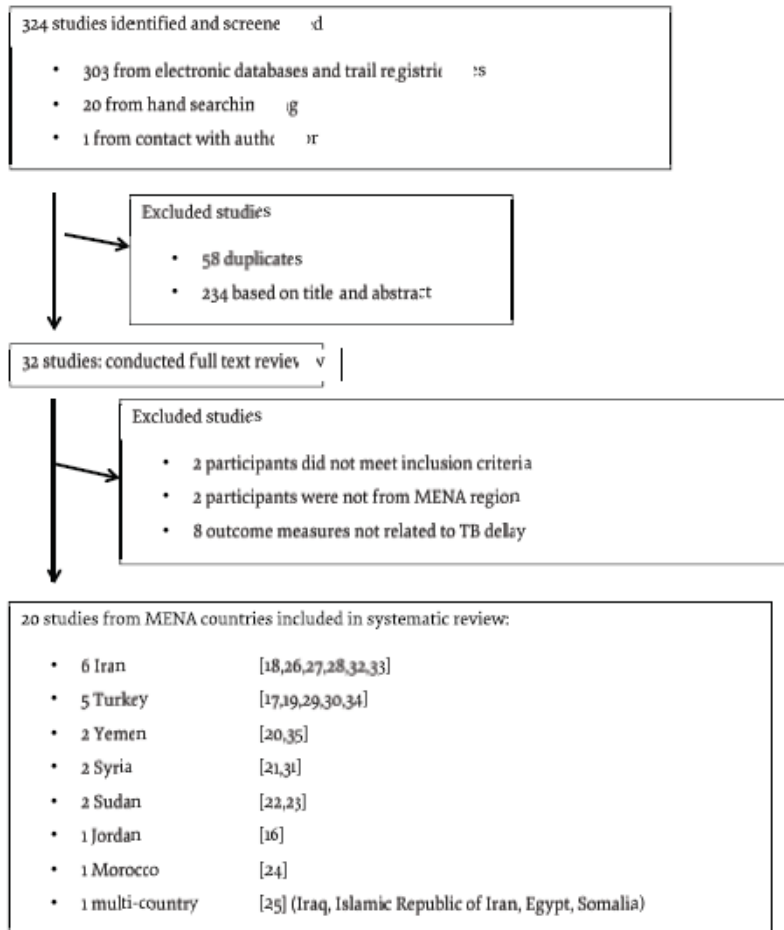 324 studies identified and screened
• 303 from electronic databases and trail registries
• 20 from hand searching
• 1 from contact with author
Excluded studies
• 58 duplicates
• 234 based on title and abstract
32 studies: conducted full text review
Excluded studies
• 2 participants did not meet inclusion criteria
• 2 participants were not from MENA region
• 8 outcome measures not related to TB delay
20 studies from MENA countries included in systematic review:
• 6 Iran [18,26,27,28,32,33]
• 5 Turkey [17,19,29,30,34]
• 2 Yemen [20,35]
• 2 Syria [21,31]
• 2 Sudan [22,23]
• 1 Jordan [16]
• 1 Morocco [24]
• 1 multi-country [25] (Iraq, Islamic Republic of Iran, Egypt, Somalia)